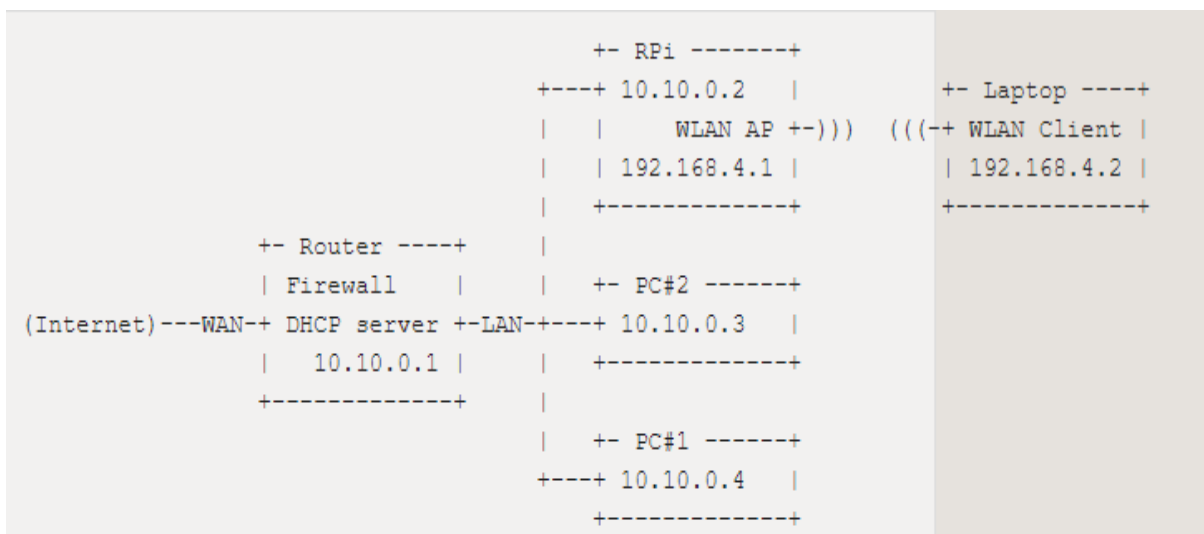 +- RPi -------+
                                     +---+ 10.10.0.2   |          +- Laptop ----+
                                     |   |     WLAN AP +-)))  (((-+ WLAN Client |
                                     |   | 192.168.4.1 |          | 192.168.4.2 |
                                     |   +-------------+          +-------------+
                 +- Router ----+     |
                 | Firewall    |     |   +- PC#2 ------+
(Internet)---WAN-+ DHCP server +-LAN-+---+ 10.10.0.3   |
                 |   10.10.0.1 |     |   +-------------+
                 +-------------+     |
                                     |   +- PC#1 ------+
                                     +---+ 10.10.0.4   |
                                         +-------------+